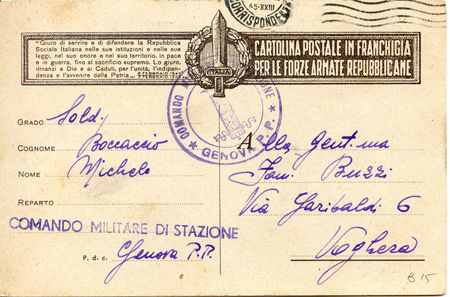 45-XXIII
CORRISPONDENZ
Giuro di servire e di difendere la Repubblica
Sociale Italiana nelle sue istituzioni e nelle sue
leggi, nel suo onore e nel suo territorio, in pace
e in guerra, fino al sacrificio supremo. Lo giuro,
dinanzi a Dio e ai Caduti, per l'unità, l'indipen-
denza e l'avvenire della Patria...
CARTOLINA POSTALE IN FRANCHIGIA
PER LE FORZE ARMATE REPUBBLICANE
COMANDO
GENOVA P.P.
GRADO Sold.
COGNOME Boccaccio
NOME Michele
REPARTO
COMANDO MILITARE DI STAZIONE
P. d. c. Genova P.P.
Alla Gent.ma
Fam. Buzzi
Via Garibaldi 6
Voghera
B 15